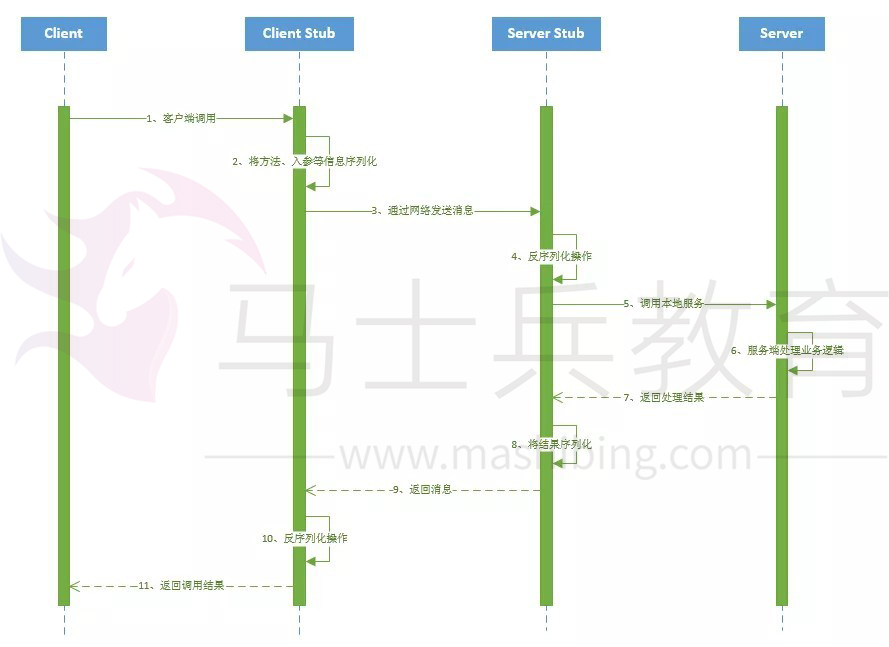 Client
Client Stub
Server Stub
Server
1、客户端调用
2、将方法、入参等信息序列化
3、通过网络发送消息
4、反序列化操作
5、调用本地服务
6、服务端处理业务逻辑
7、返回处理结果
8、将结果序列化
9、返回消息
10、反序列化操作
11、返回调用结果
马士兵教育
www.mashibing.com